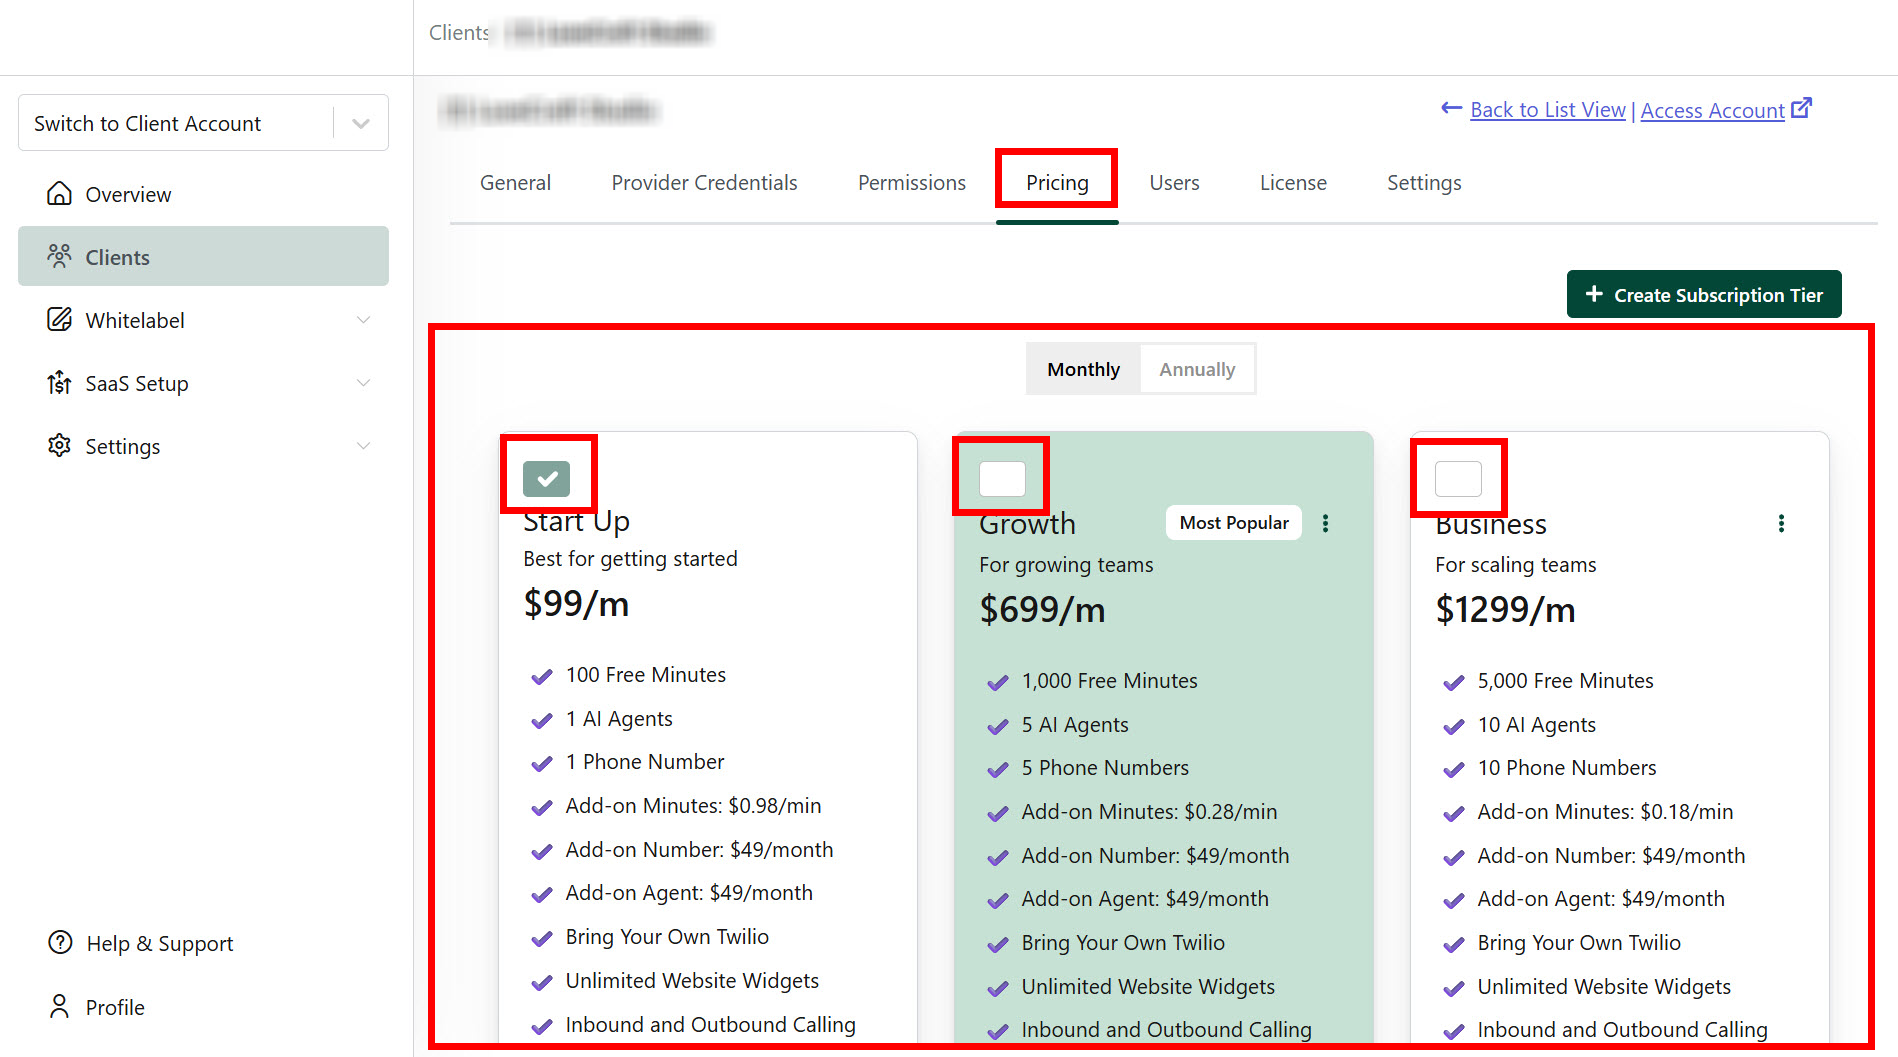 Clients
Switch to Client Account
Overview
Clients
Whitelabel
SaaS Setup
Settings
Help & Support
Profile
Back to List View | Access Account
General Provider Credentials Permissions Pricing Users License Settings
+ Create Subscription Tier
Monthly Annually
Start Up
Best for getting started
$99/m
100 Free Minutes
1 AI Agents
1 Phone Number
Add-on Minutes: $0.98/min
Add-on Number: $49/month
Add-on Agent: $49/month
Bring Your Own Twilio
Unlimited Website Widgets
Inbound and Outbound Calling
Growth
Most Popular
For growing teams
$699/m
1,000 Free Minutes
5 AI Agents
5 Phone Numbers
Add-on Minutes: $0.28/min
Add-on Number: $49/month
Add-on Agent: $49/month
Bring Your Own Twilio
Unlimited Website Widgets
Inbound and Outbound Calling
Business
For scaling teams
$1299/m
5,000 Free Minutes
10 AI Agents
10 Phone Numbers
Add-on Minutes: $0.18/min
Add-on Number: $49/month
Add-on Agent: $49/month
Bring Your Own Twilio
Unlimited Website Widgets
Inbound and Outbound Calling